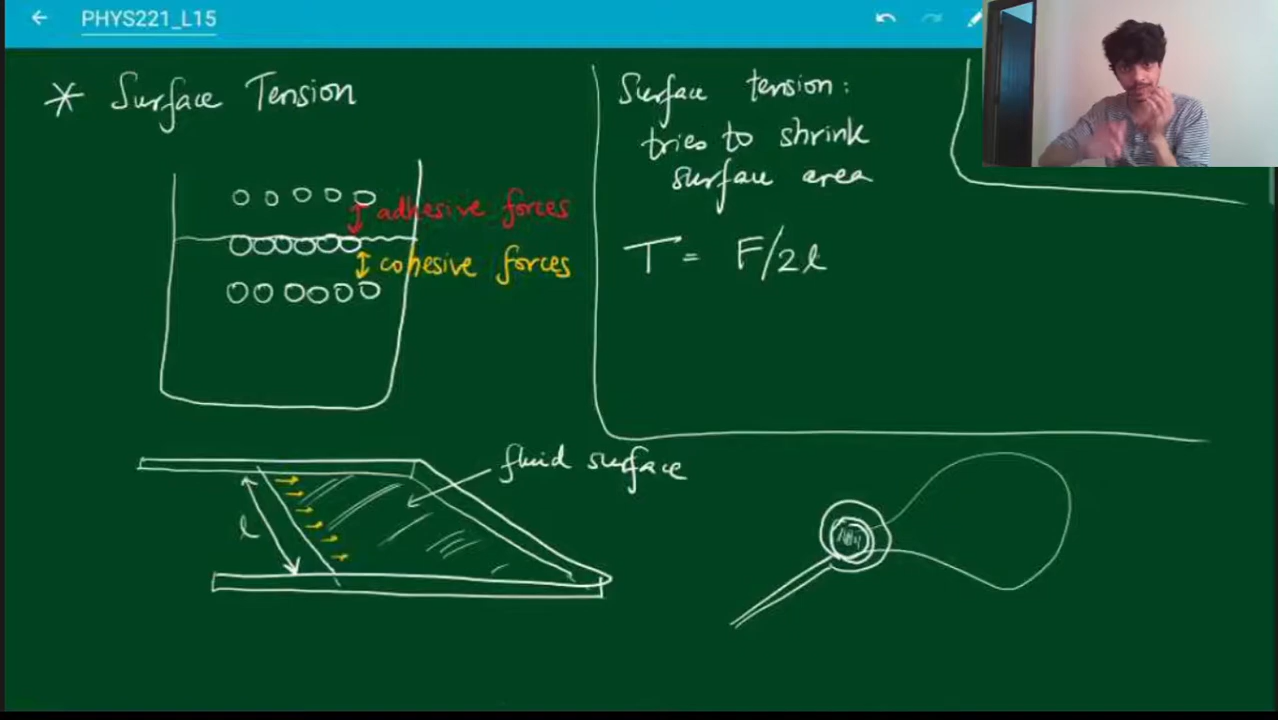 PHYS221_L15
* Surface Tension
adhesive forces
cohesive forces
Surface tension:
tries to shrink
surface area
T = F/2l
fluid surface
l